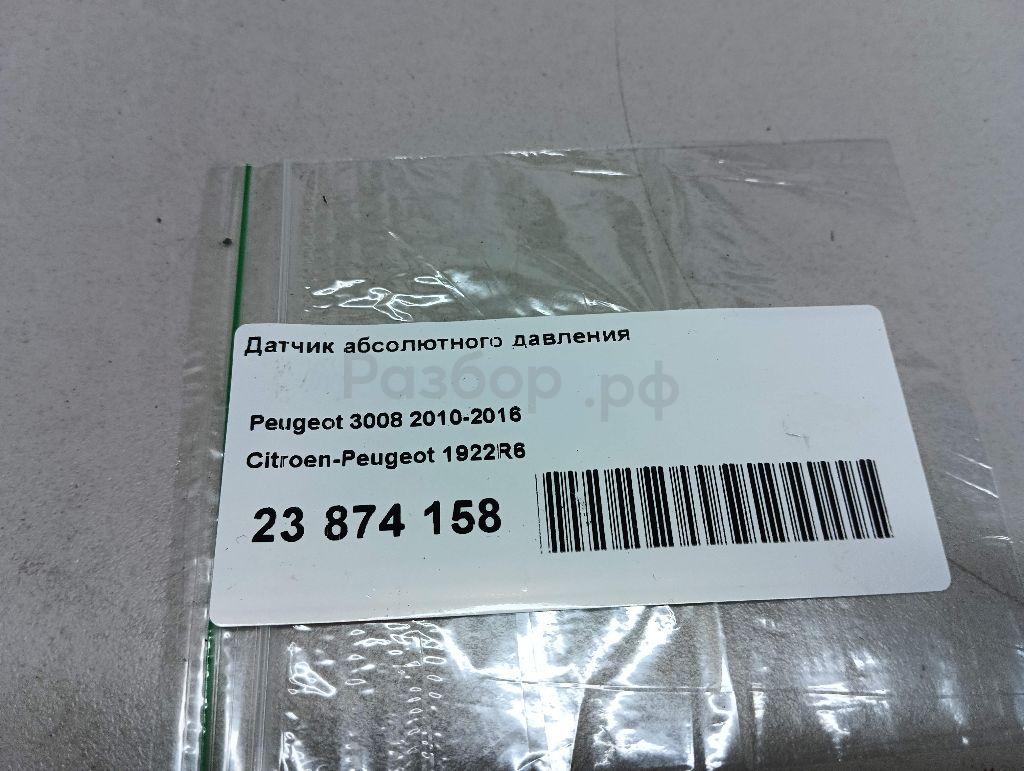 Датчик абсолютного давления
Разбор.рф
Peugeot 3008 2010-2016
Citroen-Peugeot 1922R6
23 874 158